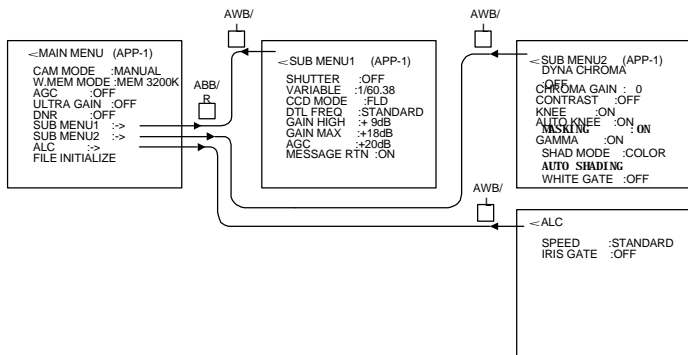 AWB/
AWB/
<MAIN MENU (APP-1)
CAM MODE :MANUAL
W.MEM MODE :MEM 3200K
AGC :OFF
ULTRA GAIN :OFF
DNR :OFF
SUB MENU1 :->
SUB MENU2 :->
ALC :->
FILE INITIALIZE
ABB/
R
<SUB MENU1 (APP-1)
SHUTTER :OFF
VARIABLE :1/60.38
CCD MODE :FLD
DTL FREQ :STANDARD
GAIN HIGH :+ 9dB
GAIN MAX :+18dB
AGC :+20dB
MESSAGE RTN :ON
<SUB MENU2 (APP-1)
DYNA CHROMA
:OFF
CHROMA GAIN : 0
CONTRAST :OFF
KNEE :ON
AUTO KNEE :ON
MASKING : ON
GAMMA :ON
SHAD MODE :COLOR
AUTO SHADING
WHITE GATE :OFF
AWB/
<ALC
SPEED :STANDARD
IRIS GATE :OFF